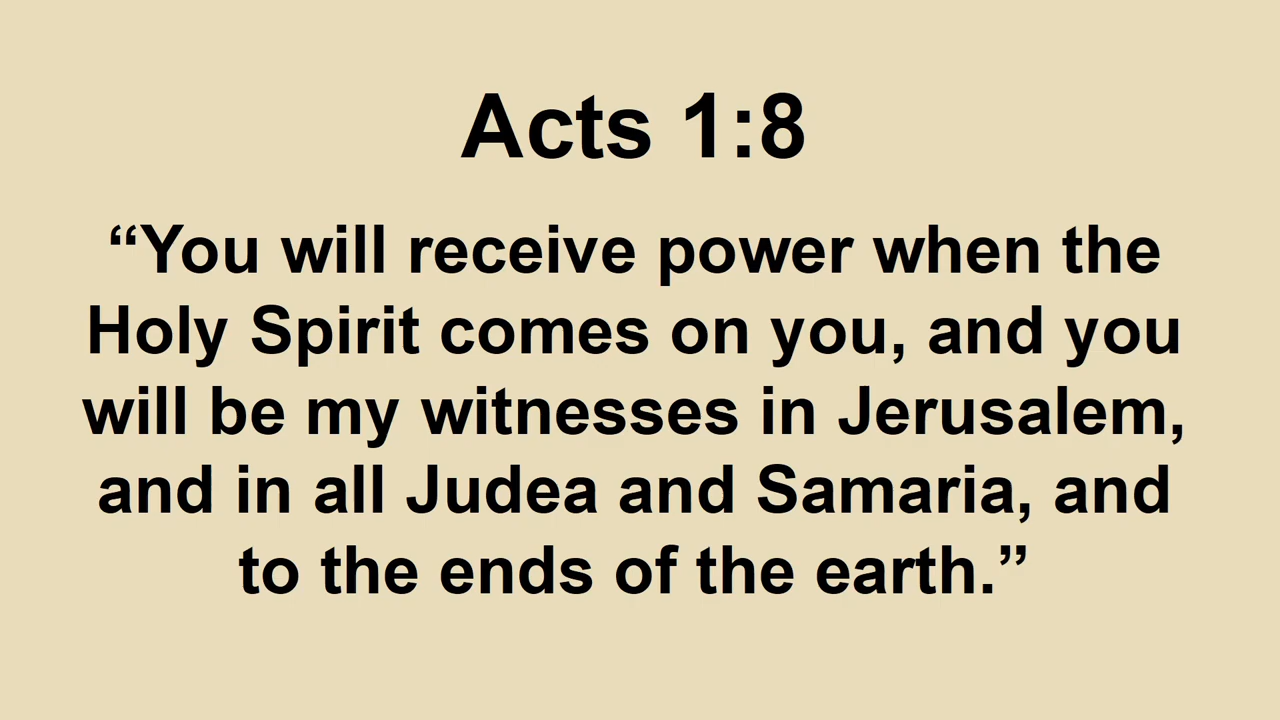 Acts 1:8
“You will receive power when the
Holy Spirit comes on you, and you
will be my witnesses in Jerusalem,
and in all Judea and Samaria, and
to the ends of the earth.”